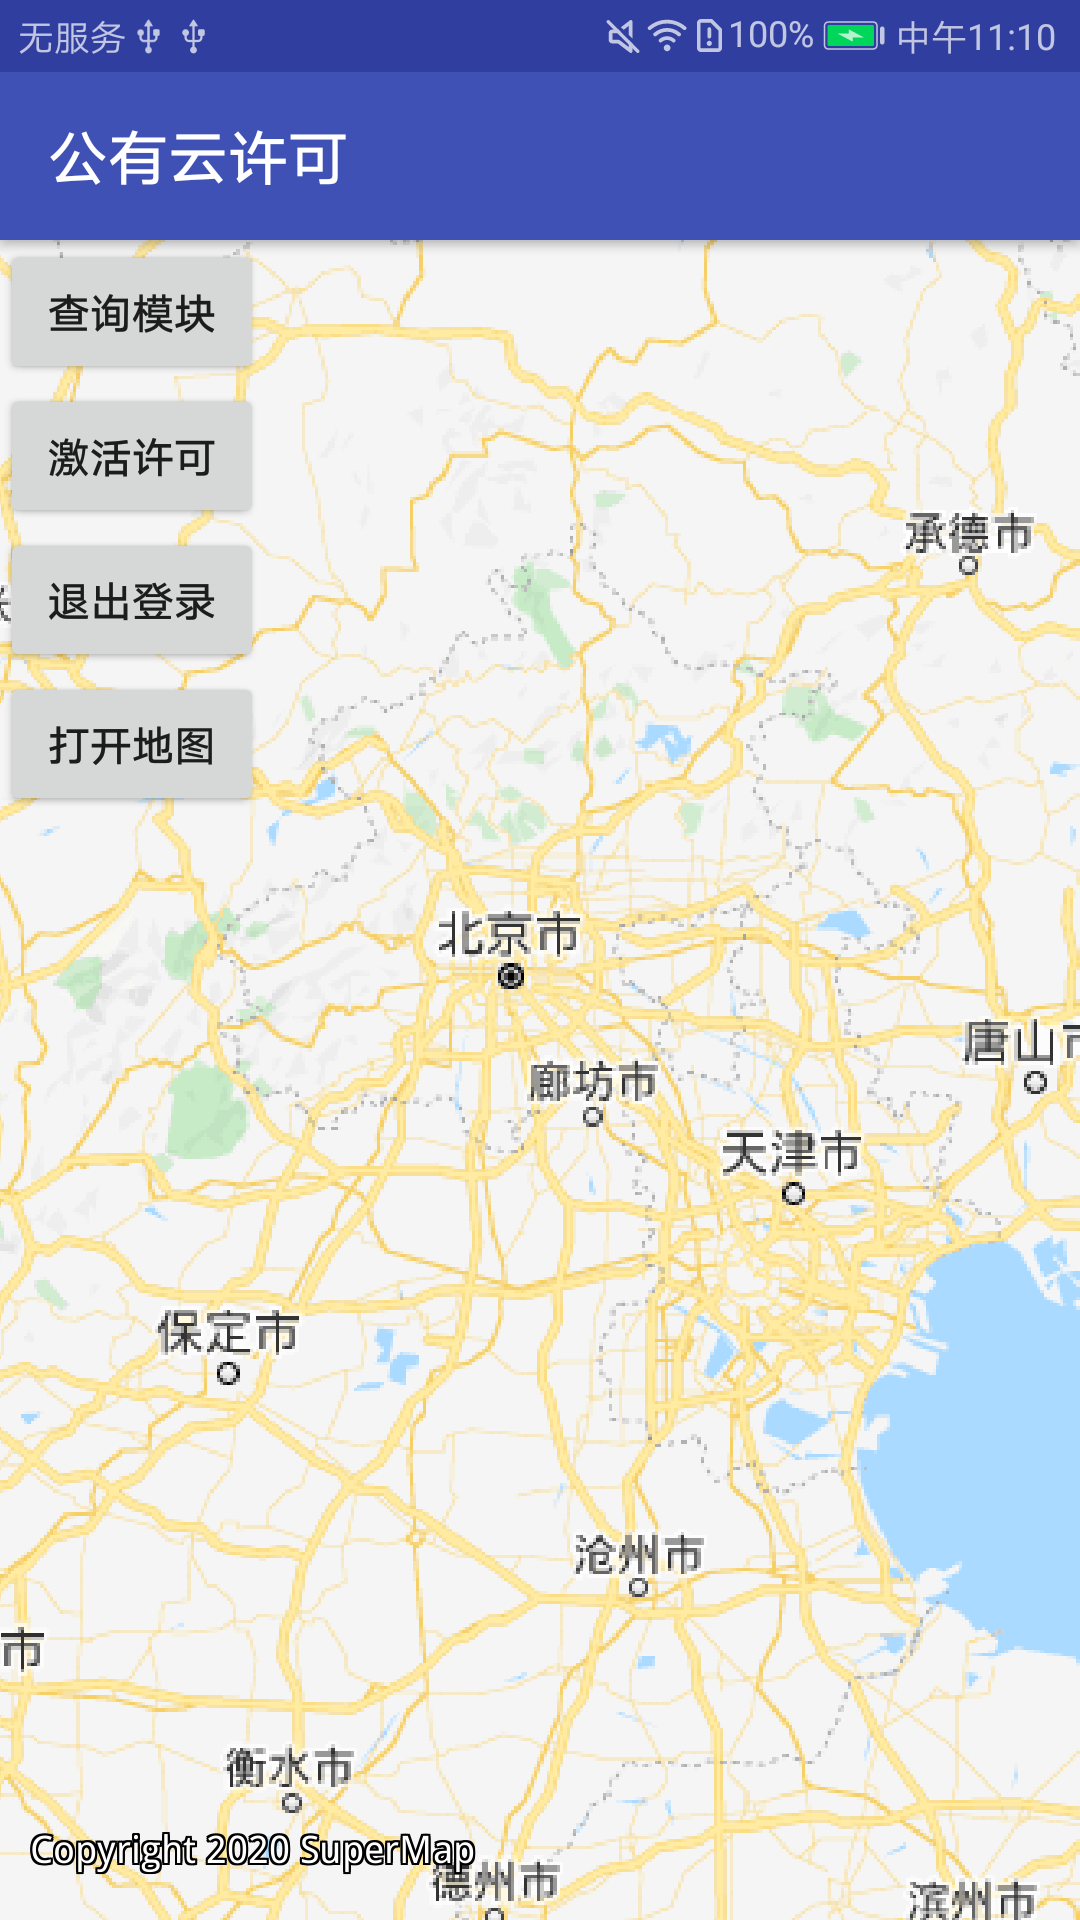 无服务 100% 中午11:10
公有云许可
查询模块
激活许可
退出登录
打开地图
承德市
北京市
唐山市
廊坊市
天津市
保定市
沧州市
市
衡水市
Copyright 2020 SuperMap
德州市
滨州市